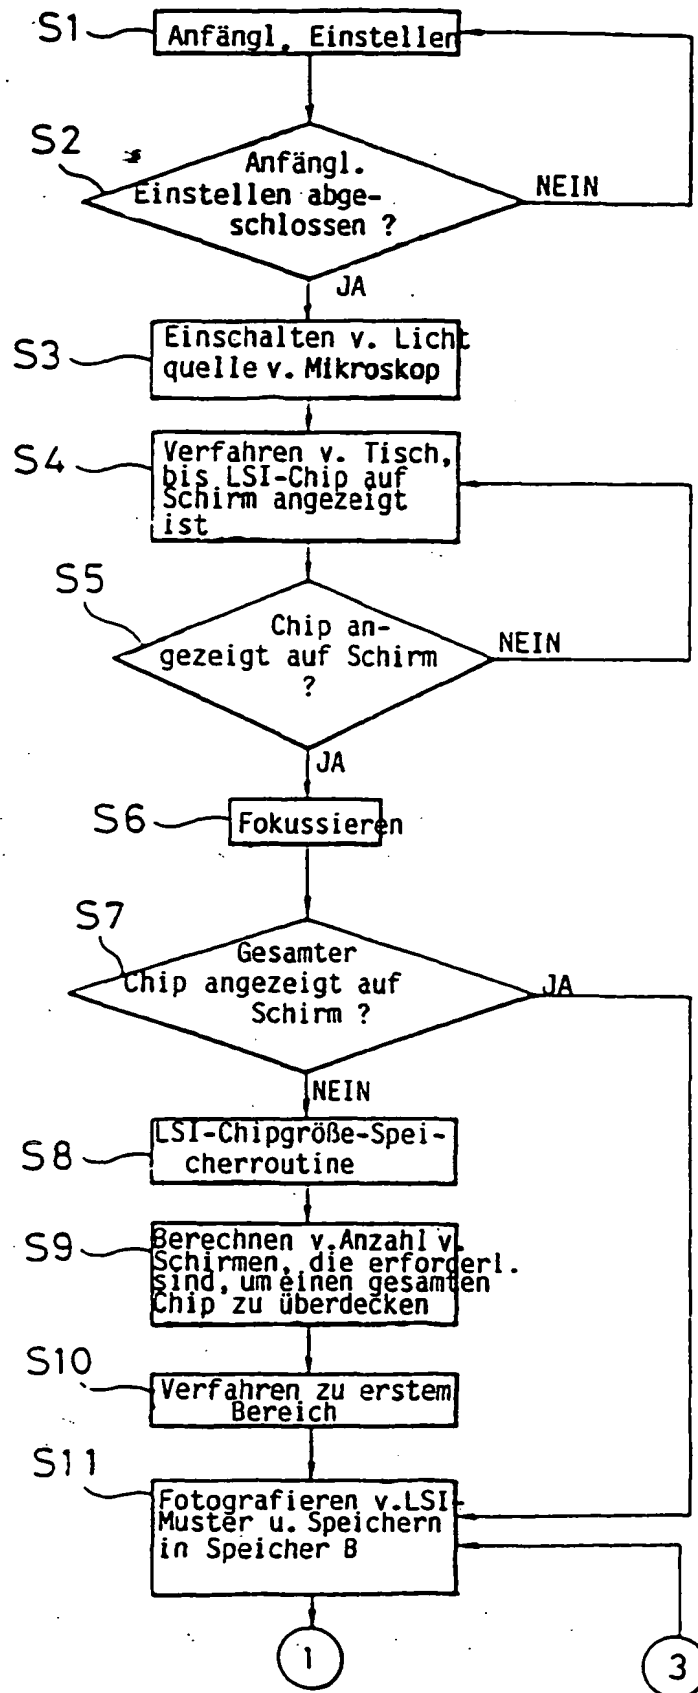 S1
Anfängl. Einstellen
S2
Anfängl.
Einstellen abge-
schlossen ?
NEIN
JA
S3
Einschalten v. Licht
quelle v. Mikroskop
S4
Verfahren v. Tisch,
bis LSI-Chip auf
Schirm angezeigt
ist
S5
Chip an-
gezeigt auf Schirm
?
NEIN
JA
S6
Fokussieren
S7
Gesamter
Chip angezeigt auf
Schirm ?
JA
NEIN
S8
LSI-Chipgröße-Spei-
cherroutine
S9
Berechnen v.Anzahl v.
Schirmen, die erforderl.
sind, um einen gesamten
Chip zu überdecken
S10
Verfahren zu erstem
Bereich
S11
Fotografieren v.LSI-
Muster u. Speichern
in Speicher B
1
3